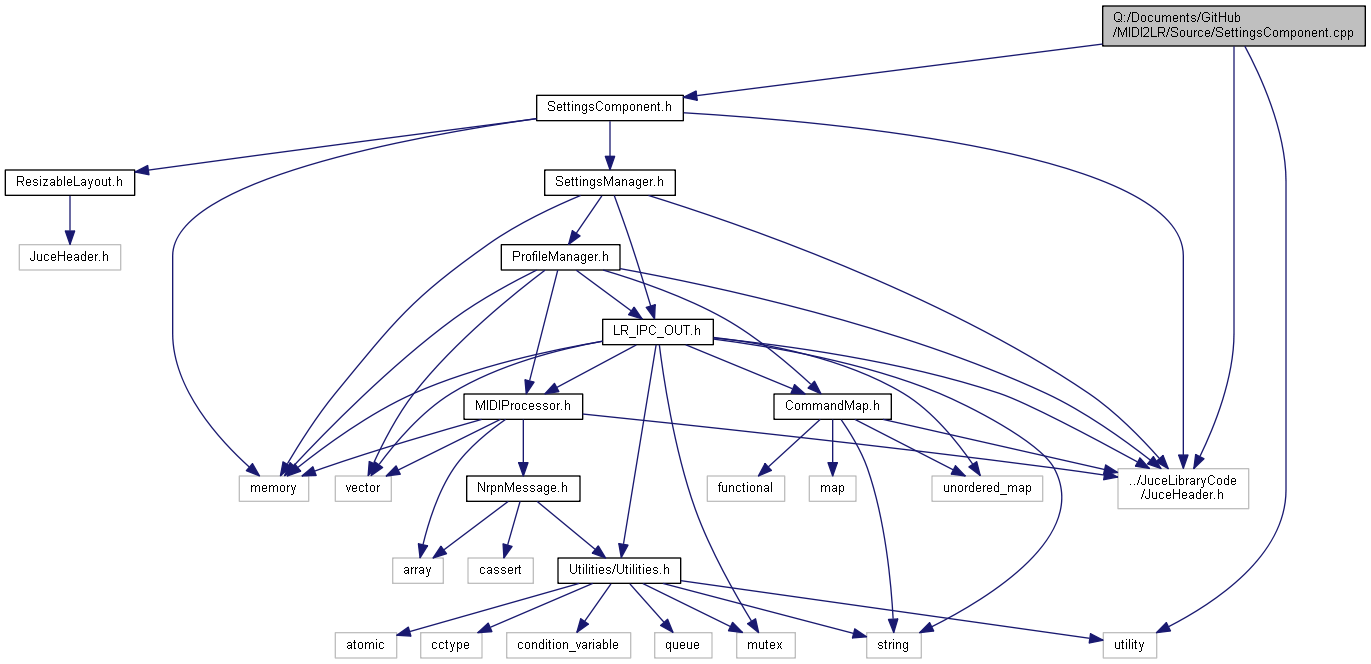 Q:/Documents/GitHub
/MIDI2LR/Source/SettingsComponent.cpp
SettingsComponent.h
ResizableLayout.h
SettingsManager.h
JuceHeader.h
ProfileManager.h
LR_IPC_OUT.h
MIDIProcessor.h
CommandMap.h
memory
vector
NrpnMessage.h
functional
map
unordered_map
../JuceLibraryCode
/JuceHeader.h
array
cassert
Utilities/Utilities.h
atomic
cctype
condition_variable
queue
mutex
string
utility